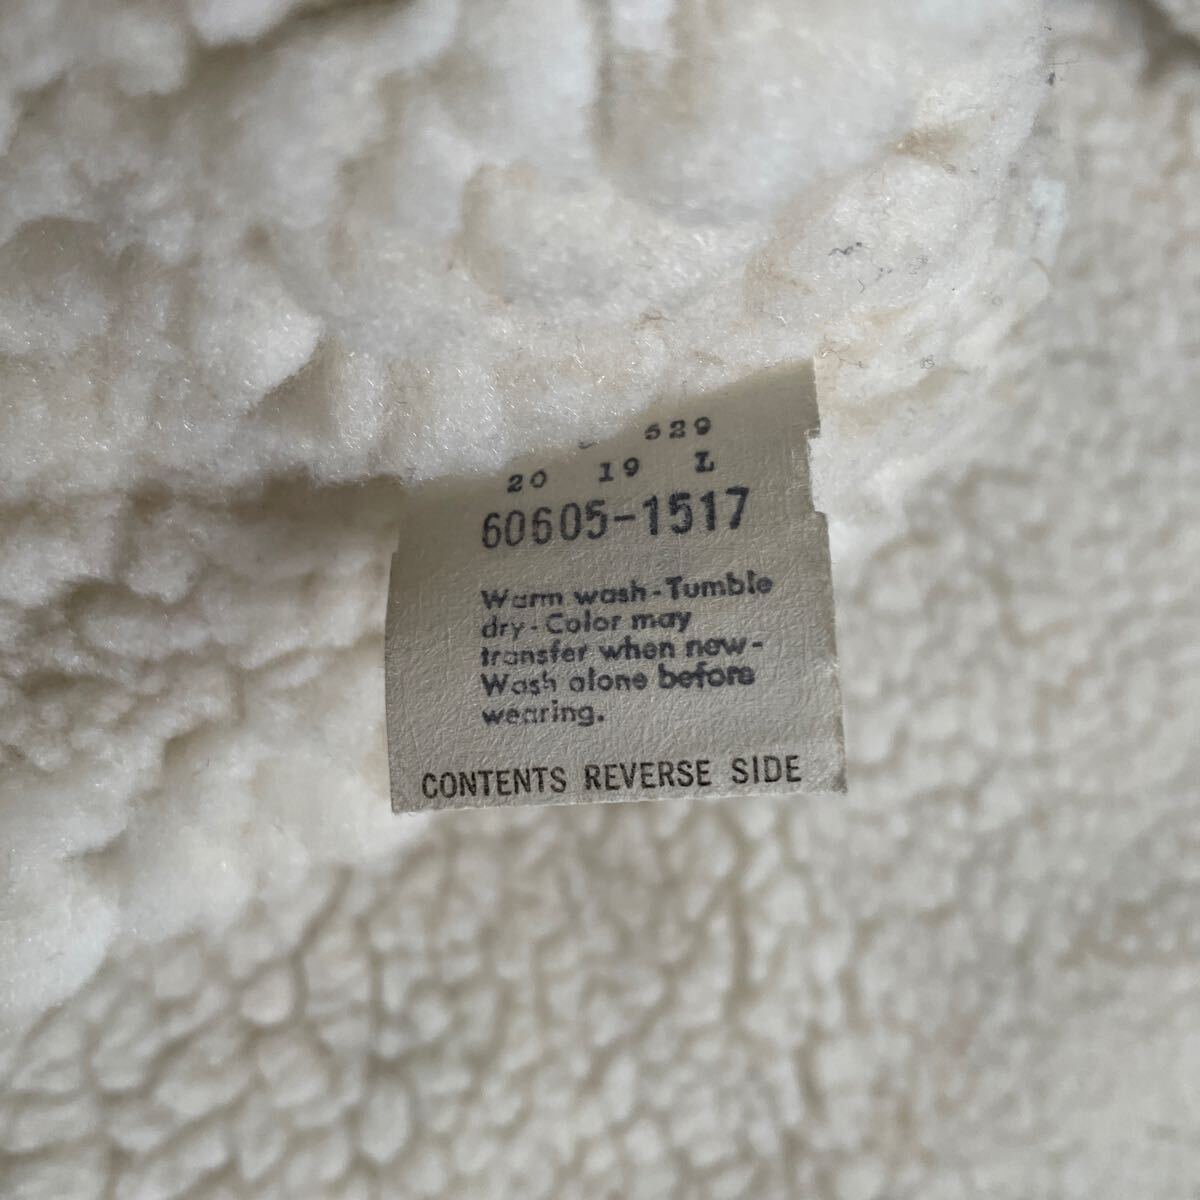 529
20 19 L
60605-1517
Warm wash-Tumble
dry-Color may
transfer when new-
Wash alone before
wearing.
CONTENTS REVERSE SIDE